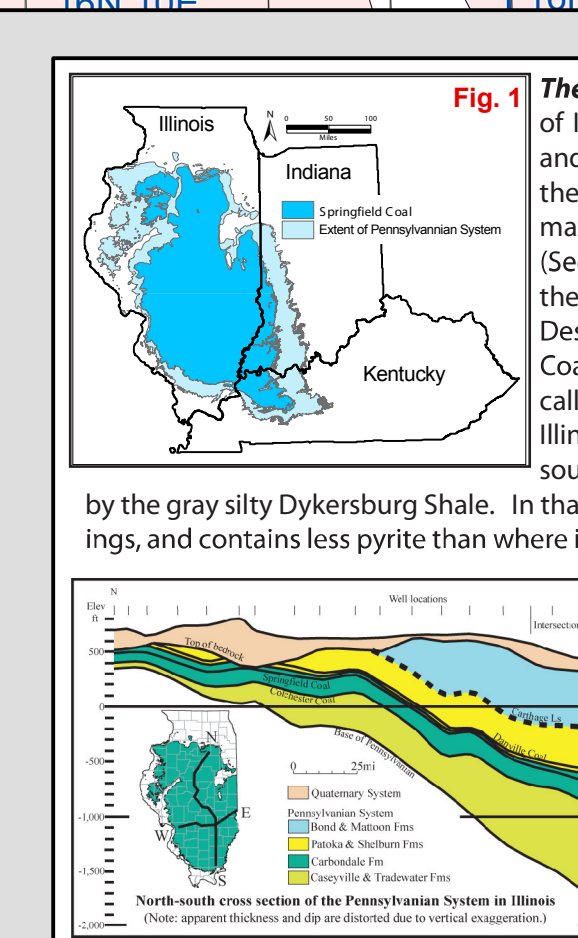 16N 10E
Fig. 1
Illinois
N
0 50 100
Miles
Indiana
Springfield Coal
Extent of Pennsylvannian System
Kentucky
The
of I
and
the
ma
(Se
the
Des
Coa
call
Illin
sou
by the gray silty Dykersburg Shale. In tha
ings, and contains less pyrite than where i
N
Elev
ft
Well locations
Intersection
Top of bedrock
500
Springfield Coal
Colchester Coal
0
Carthage Ls
Danville Coal
Base of Pennsylvanian
-500
N
0 25mi
Quaternary System
Pennsylvanian System
-1,000
E
Bond & Mattoon Fms
W
Patoka & Shelburn Fms
Carbondale Fm
-1,500
Caseyville & Tradewater Fms
S
North-south cross section of the Pennsylvanian System in Illinois
(Note: apparent thickness and dip are distorted due to vertical exaggeration.)
-2,000